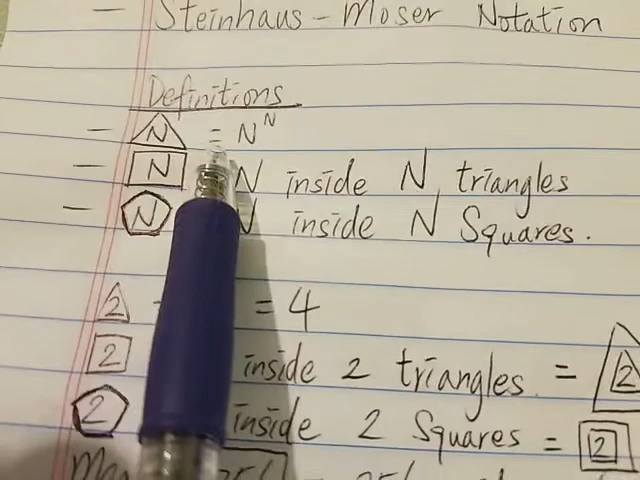 - Steinhaus-Moser Notation
Definitions
- N = N^N
- N N inside N triangles
- N N inside N Squares.
2 = 4
2 inside 2 triangles = 2
2 inside 2 Squares = 2